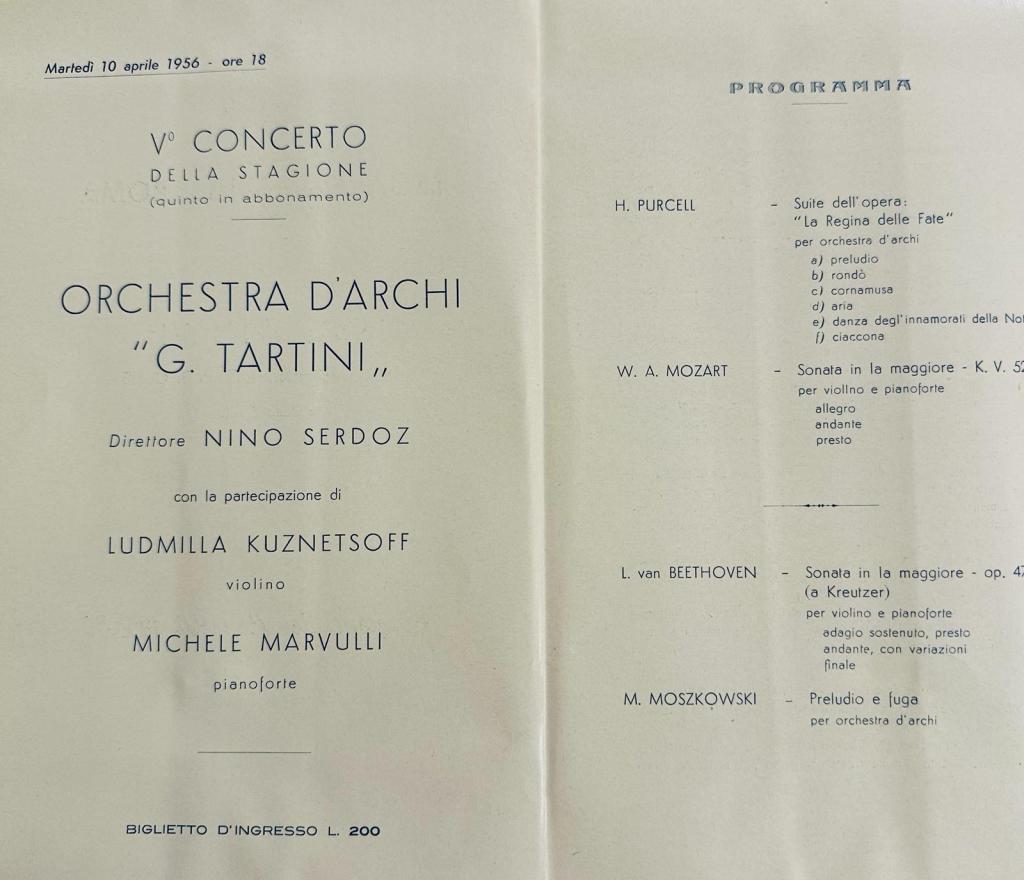 Martedì 10 aprile 1956 - ore 18
Vº CONCERTO
DELLA STAGIONE
(quinto in abbonamento)
ORCHESTRA D'ARCHI
"G. TARTINI„
Direttore NINO SERDOZ
con la partecipazione di
LUDMILLA KUZNETSOFF
violino
MICHELE MARVULLI
pianoforte
BIGLIETTO D'INGRESSO L. 200
PROGRAMMA
H. PURCELL - Suite dell'opera:
"La Regina delle Fate"
per orchestra d'archi
a) preludio
b) rondò
c) cornamusa
d) aria
e) danza degl'innamorati della
f) ciaccona
W. A. MOZART - Sonata in la maggiore - K. V.
per violino e pianoforte
allegro
andante
presto
L. van BEETHOVEN - Sonata in la maggiore - op. 47
(a Kreutzer)
per violino e pianoforte
adagio sostenuto, presto
andante, con variazioni
finale
M. MOSZKOWSKI - Preludio e fuga
per orchestra d'archi